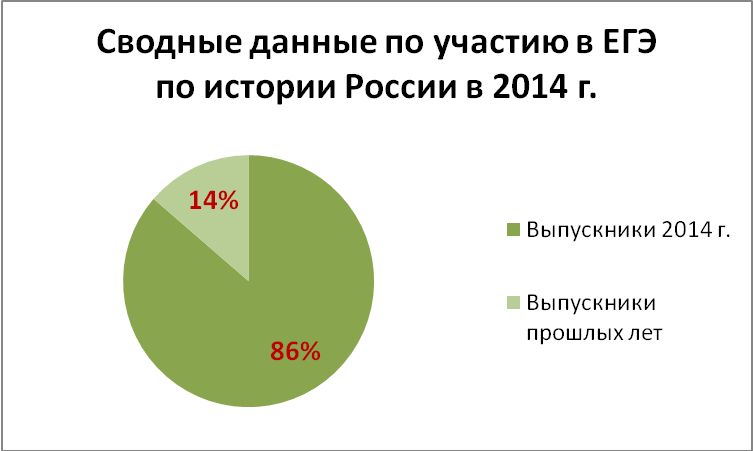 Сводные данные по участию в ЕГЭ
по истории России в 2014 г.
14%
86%
Выпускники 2014 г.
Выпускники
прошлых лет